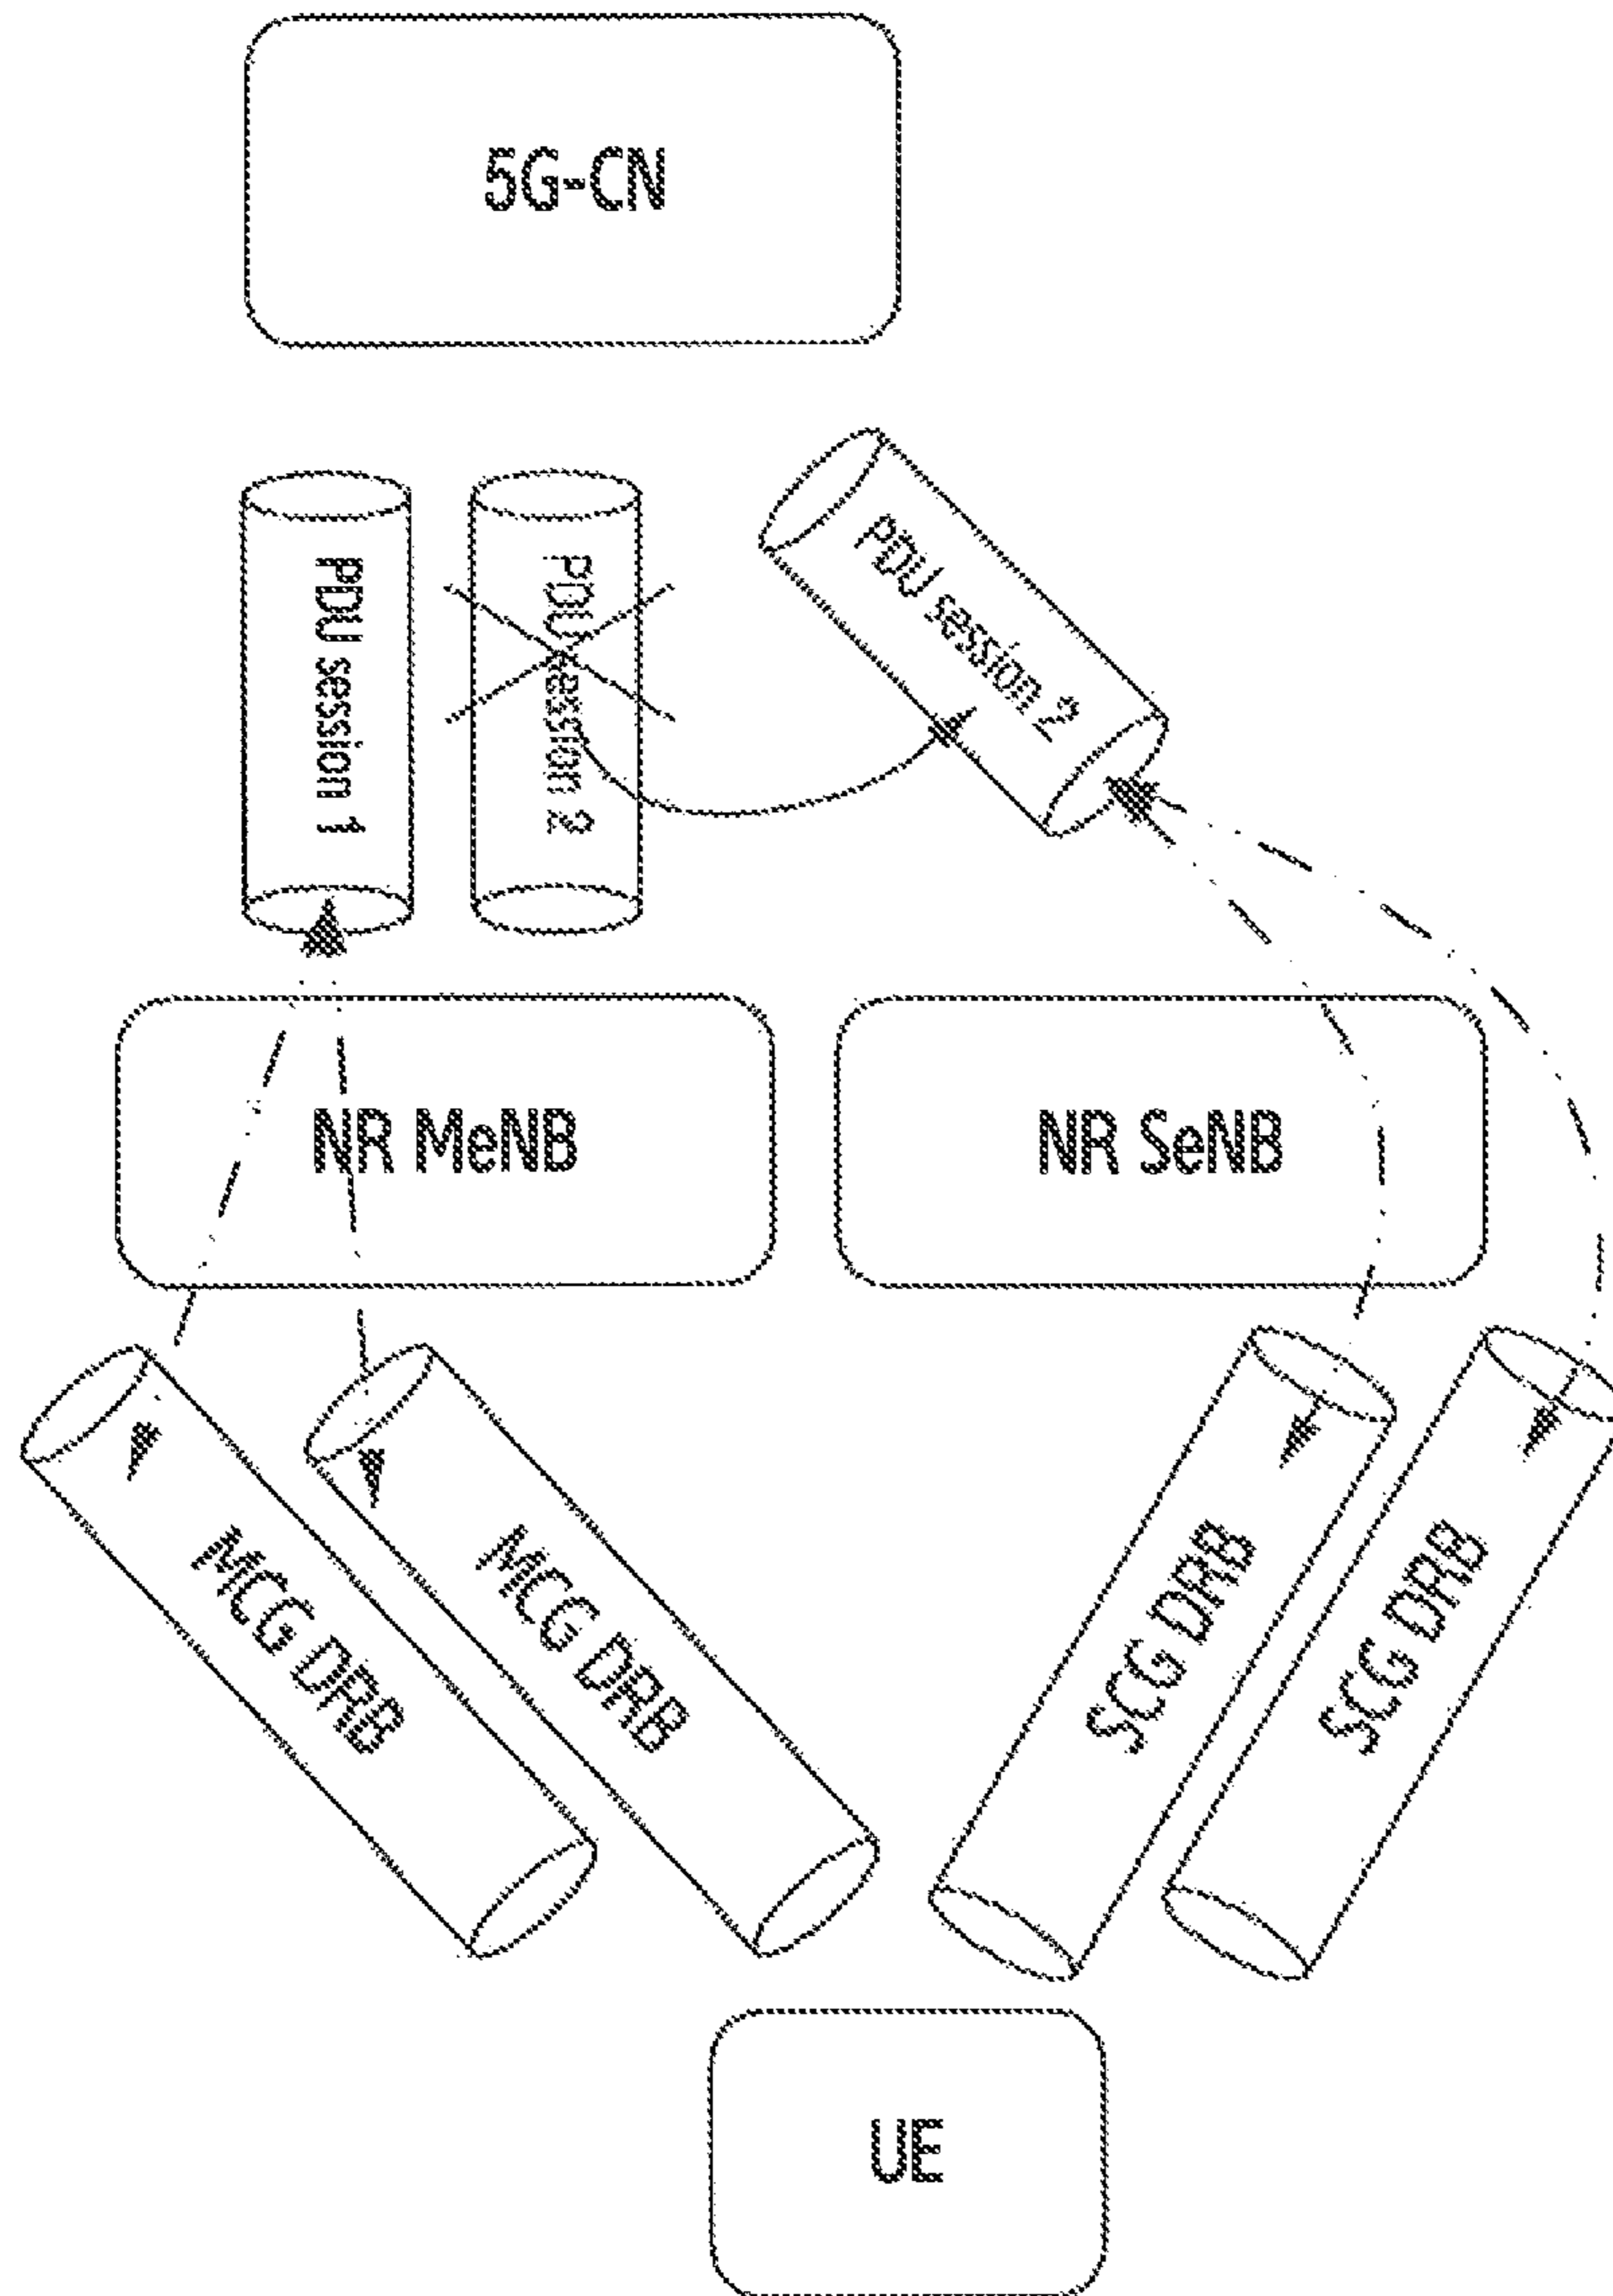 5G-CN
PDU session 1
PDU session 2
PDU session 2
NR MeNB
NR SeNB
MCG DRB
MCG DRB
SCG DRB
SCG DRB
UE